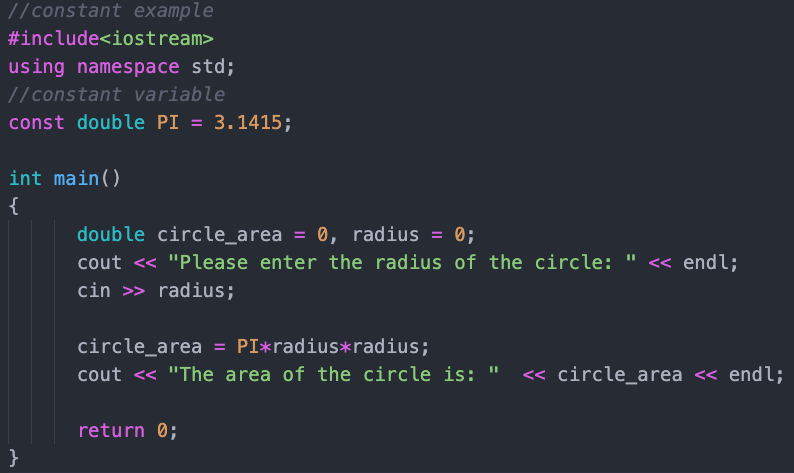 //constant example
#include<iostream>
using namespace std;
//constant variable
const double PI = 3.1415;

int main()
{
      double circle_area = 0, radius = 0;
      cout << "Please enter the radius of the circle: " << endl;
      cin >> radius;

      circle_area = PI*radius*radius;
      cout << "The area of the circle is: "  << circle_area << endl;

      return 0;
}